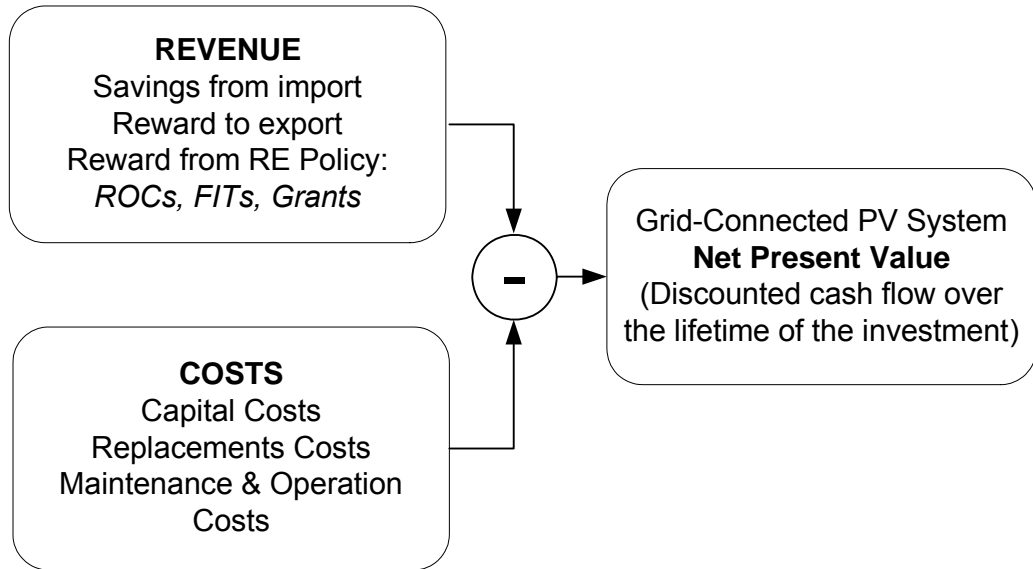 REVENUE
Savings from import
Reward to export
Reward from RE Policy:
ROCs, FITs, Grants
-
Grid-Connected PV System
Net Present Value
(Discounted cash flow over
the lifetime of the investment)
COSTS
Capital Costs
Replacements Costs
Maintenance & Operation
Costs